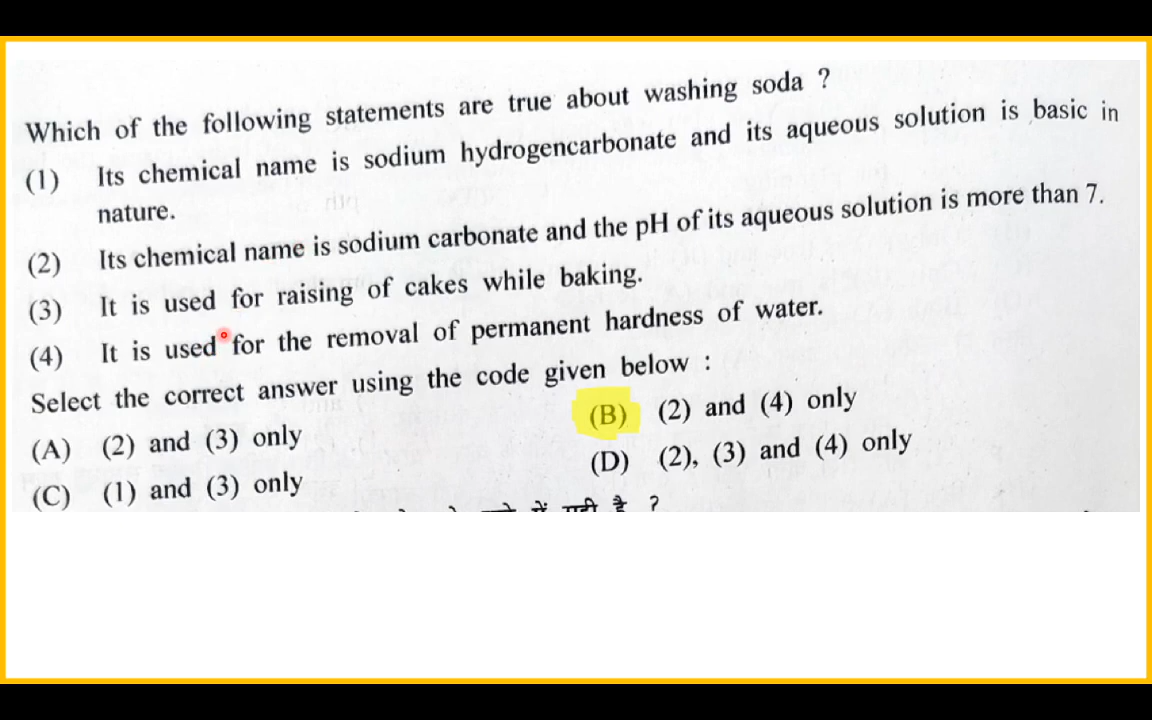 Which of the following statements are true about washing soda ?
(1) Its chemical name is sodium hydrogencarbonate and its aqueous solution is basic in
nature.
(2) Its chemical name is sodium carbonate and the pH of its aqueous solution is more than 7.
(3) It is used for raising of cakes while baking.
(4) It is used for the removal of permanent hardness of water.
Select the correct answer using the code given below :
(A) (2) and (3) only (B) (2) and (4) only
(C) (1) and (3) only (D) (2), (3) and (4) only
है ?